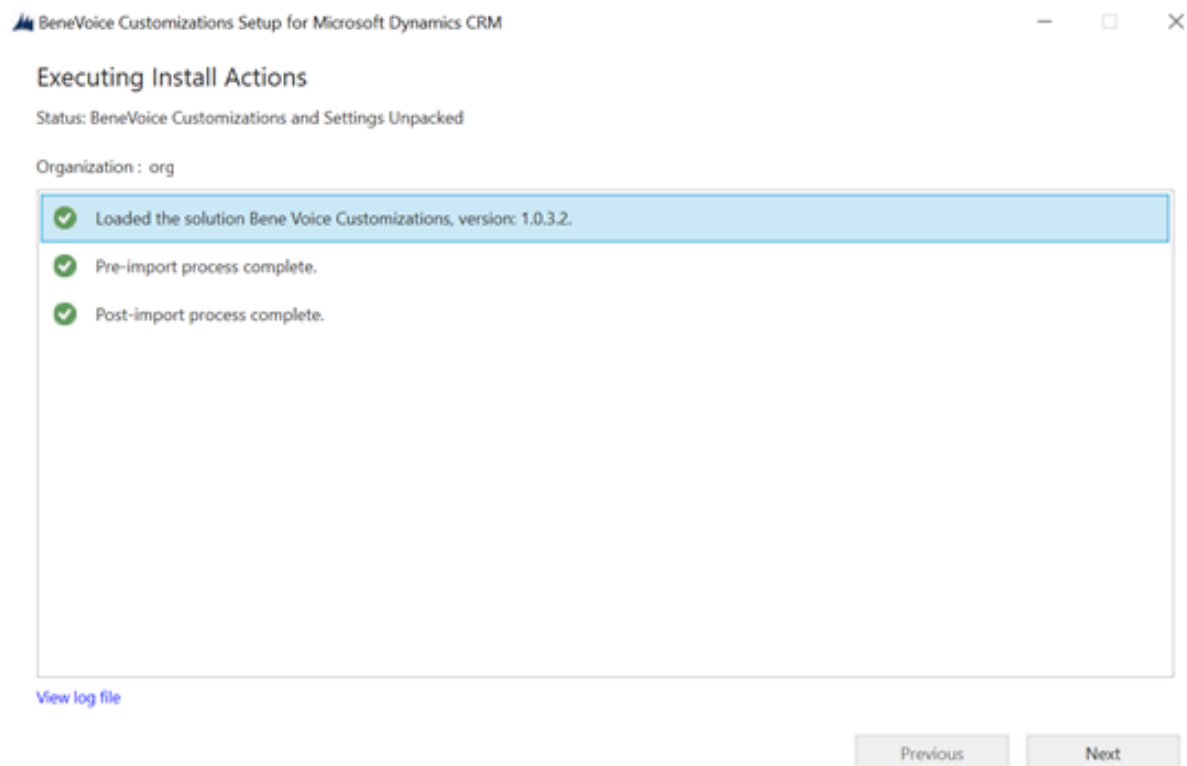 BeneVoice Customizations Setup for Microsoft Dynamics CRM
Executing Install Actions
Status: BeneVoice Customizations and Settings Unpacked
Organization : org
Loaded the solution Bene Voice Customizations, version: 1.0.3.2.
Pre-import process complete.
Post-import process complete.
View log file
Previous Next